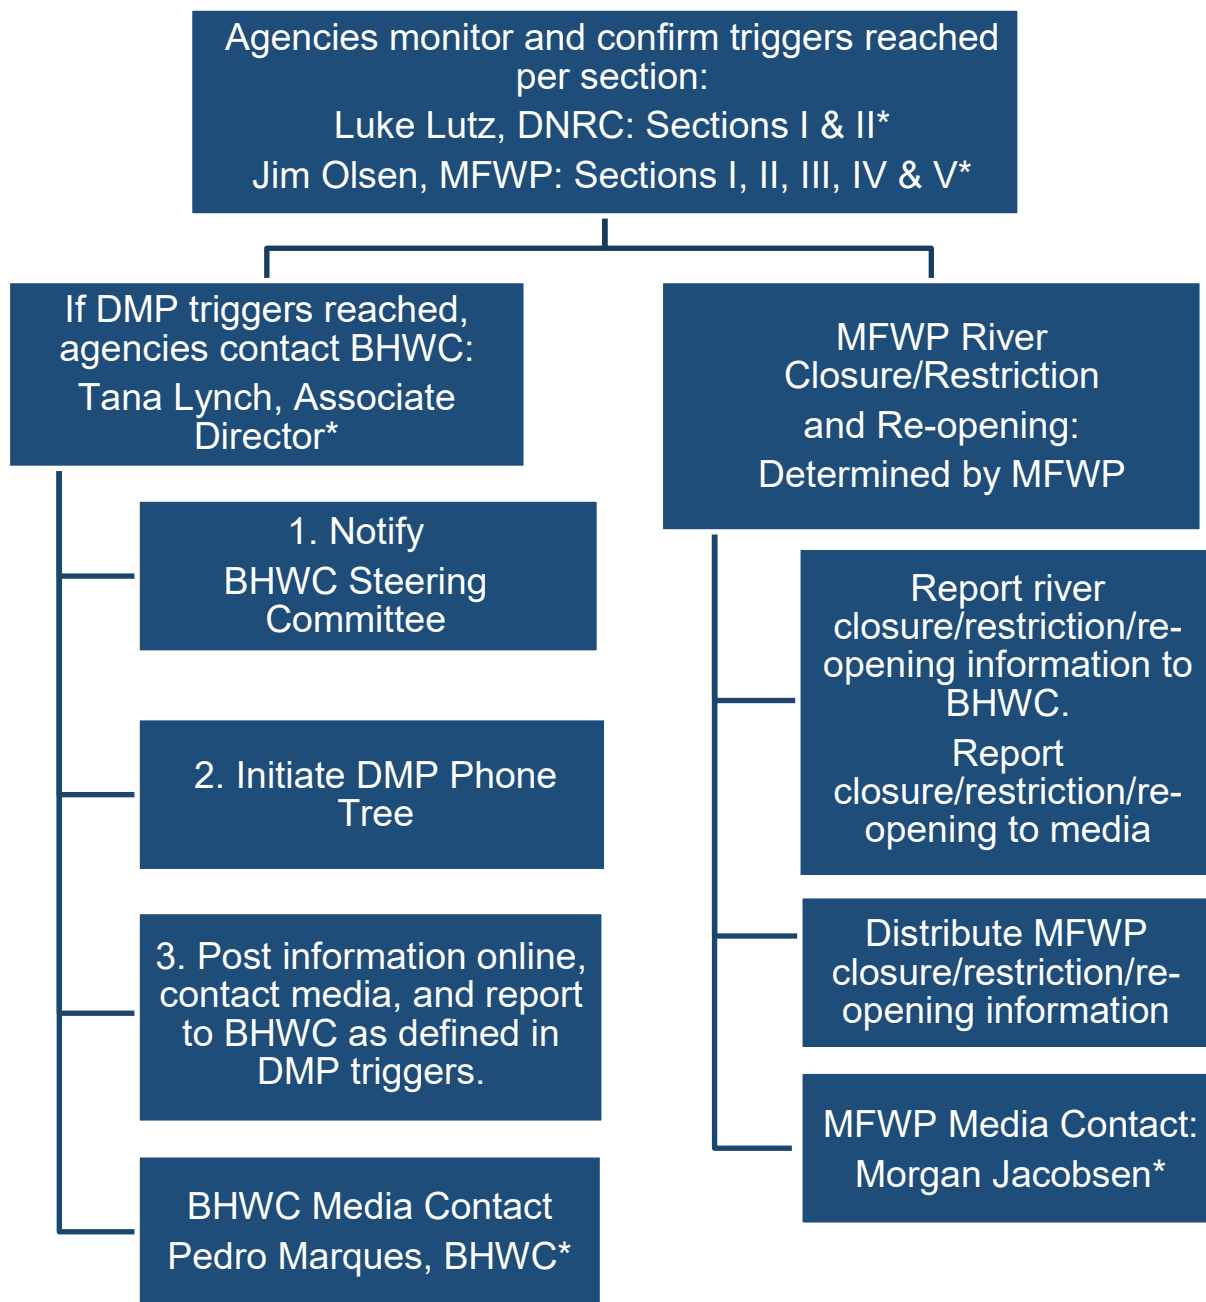 Agencies monitor and confirm triggers reached
per section:
Luke Lutz, DNRC: Sections I & II*
Jim Olsen, MFWP: Sections I, II, III, IV & V*
If DMP triggers reached,
agencies contact BHWC:
Tana Lynch, Associate
Director*
1. Notify
BHWC Steering
Committee
2. Initiate DMP Phone
Tree
3. Post information online,
contact media, and report
to BHWC as defined in
DMP triggers.
BHWC Media Contact
Pedro Marques, BHWC*
MFWP River
Closure/Restriction
and Re-opening:
Determined by MFWP
Report river
closure/restriction/re-
opening information to
BHWC.
Report
closure/restriction/re-
opening to media
Distribute MFWP
closure/restriction/re-
opening information
MFWP Media Contact:
Morgan Jacobsen*